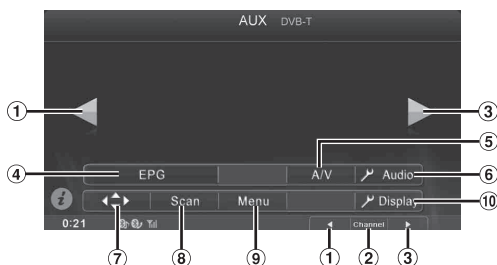 AUX DVB-T
1 3
5
4 EPG A/V Audio 6
i Scan Menu Display 10
0:21 Channel
7 8 9 1 2 3